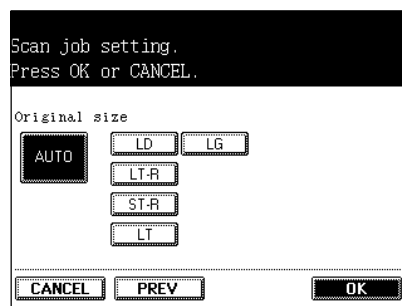 Scan job setting.
Press OK or CANCEL.
Original size
AUTO
LD LG
LT-R
ST-R
LT
CANCEL PREV OK